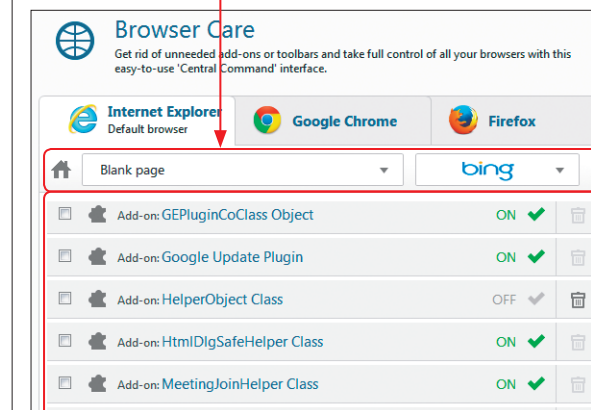 Browser Care
Get rid of unneeded add-ons or toolbars and take full control of all your browsers with this
easy-to-use 'Central Command' interface.
Internet Explorer
Default browser
Google Chrome
Firefox
Blank page
bing
Add-on: GEPluginCoClass Object ON
Add-on: Google Update Plugin ON
Add-on: HelperObject Class OFF
Add-on: HtmlDlgSafeHelper Class ON
Add-on: MeetingJoinHelper Class ON